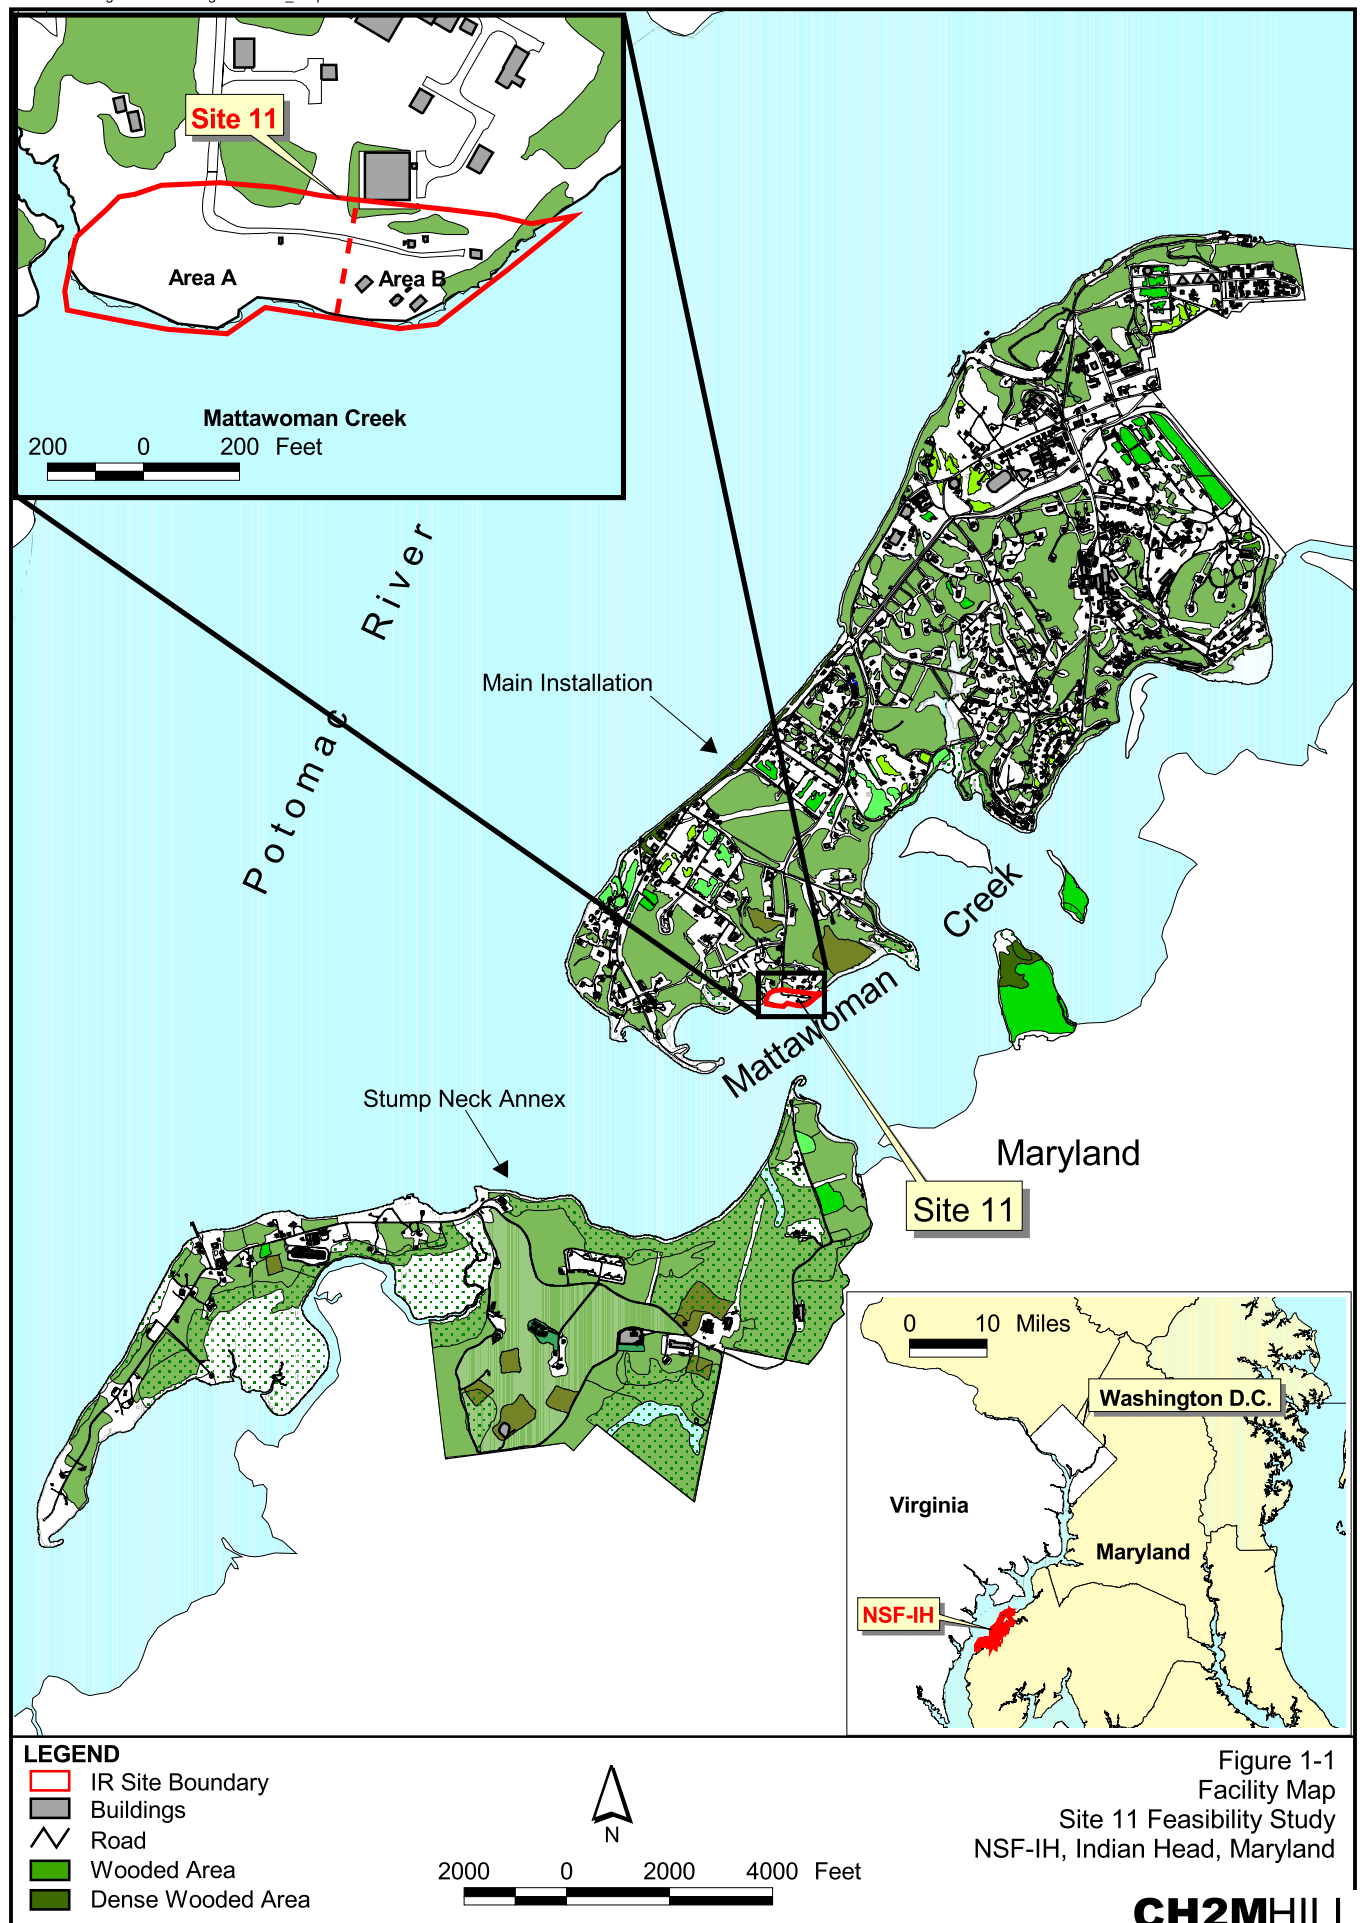 Site 11
Area A
Area B
Mattawoman Creek
200 0 200 Feet
Potomac River
Main Installation
Mattawoman Creek
Stump Neck Annex
Maryland
Site 11
0 10 Miles
Washington D.C.
Virginia
Maryland
NSF-IH
LEGEND
IR Site Boundary
Buildings
Road
Wooded Area
Dense Wooded Area
N
2000 0 2000 4000 Feet
Figure 1-1
Facility Map
Site 11 Feasibility Study
NSF-IH, Indian Head, Maryland
CH2MHILL